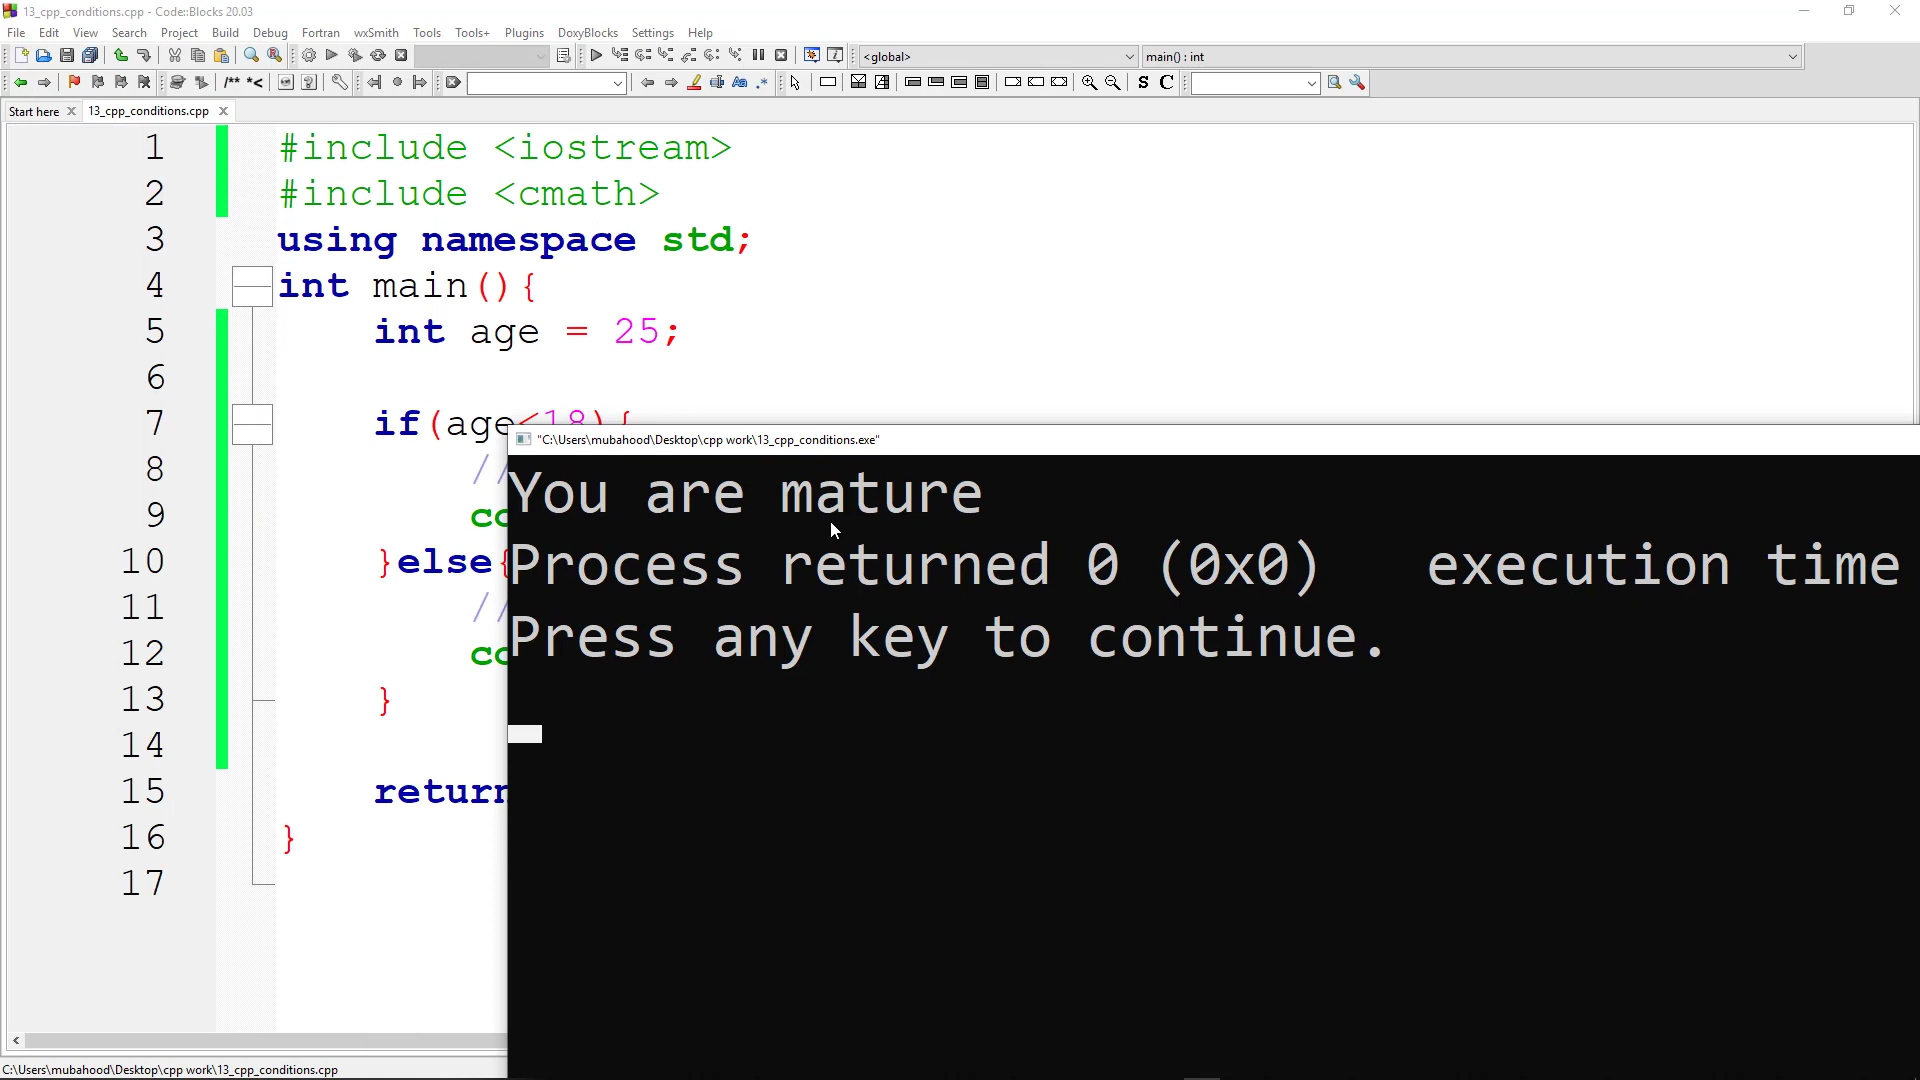 13_cpp_conditions.cpp - Code::Blocks 20.03
File Edit View Search Project Build Debug Fortran wxSmith Tools Tools+ Plugins DoxyBlocks Settings Help
<global> main() : int
/** *< Aa .* S C
Start here 13_cpp_conditions.cpp
1 #include <iostream>
2 #include <cmath>
3 using namespace std;
4 int main(){
5 int age = 25;
6
7 if(age<18){
"C:\Users\mubahood\Desktop\cpp work\13_cpp_conditions.exe"
8 //
You are mature
9 co
10 }else{
Process returned 0 (0x0) execution time
11 //
Press any key to continue.
12 co
13 }
14
15 return
16 }
17
C:\Users\mubahood\Desktop\cpp work\13_cpp_conditions.cpp